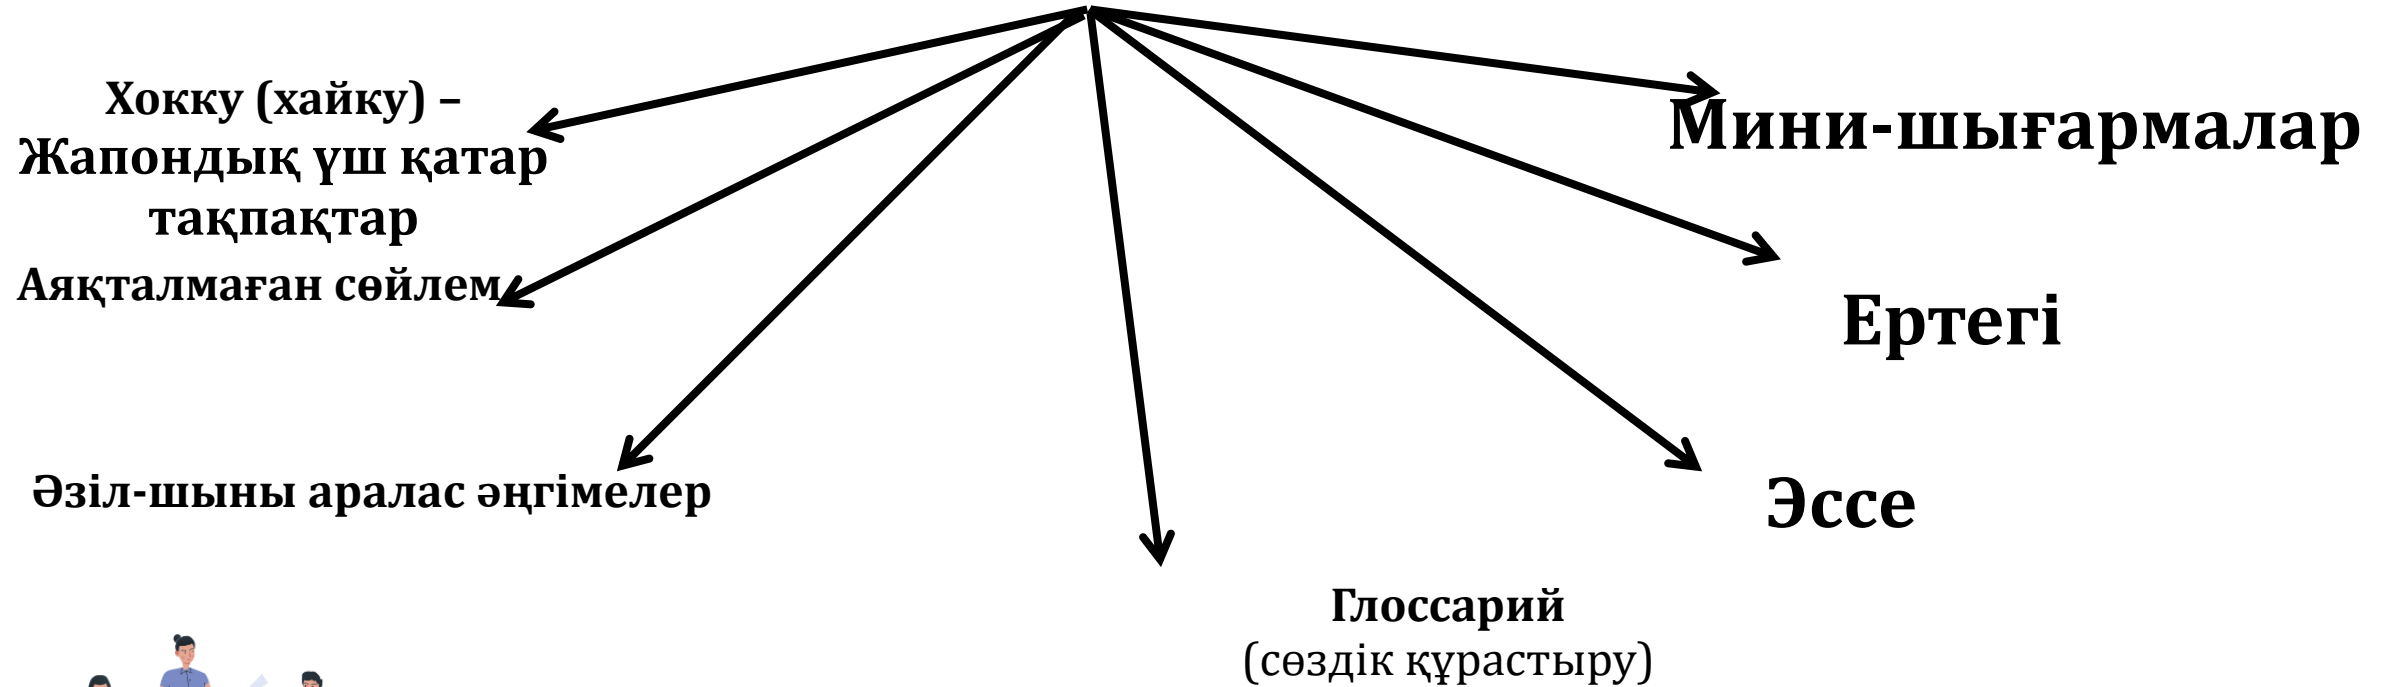 Хокку (хайку) –
Жапондық үш қатар
тақпақтар
Аяқталмаған сөйлем
Әзіл-шыны аралас әңгімелер
Мини-шығармалар
Ертегі
Эссе
Глоссарий
(сөздік құрастыру)